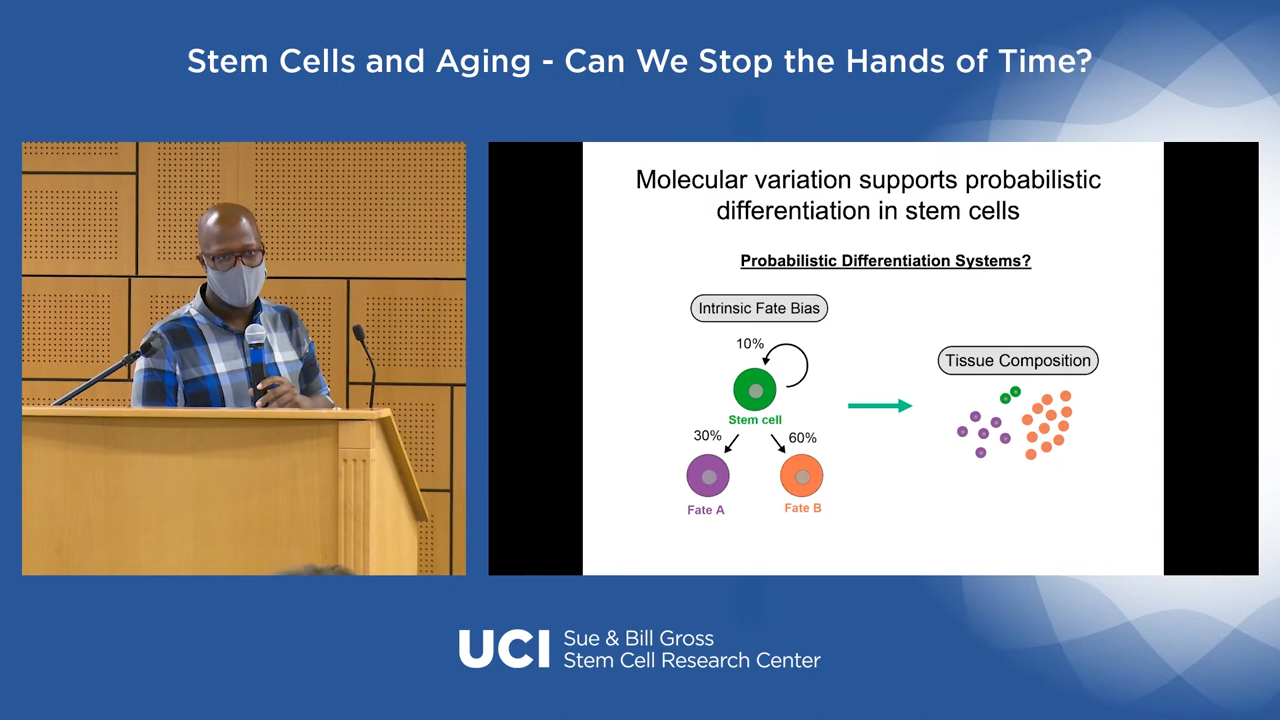 Stem Cells and Aging - Can We Stop the Hands of Time?
Molecular variation supports probabilistic
differentiation in stem cells
Probabilistic Differentiation Systems?
Intrinsic Fate Bias
10%
Stem cell
30%
60%
Fate A
Fate B
Tissue Composition
UCI
Sue & Bill Gross
Stem Cell Research Center